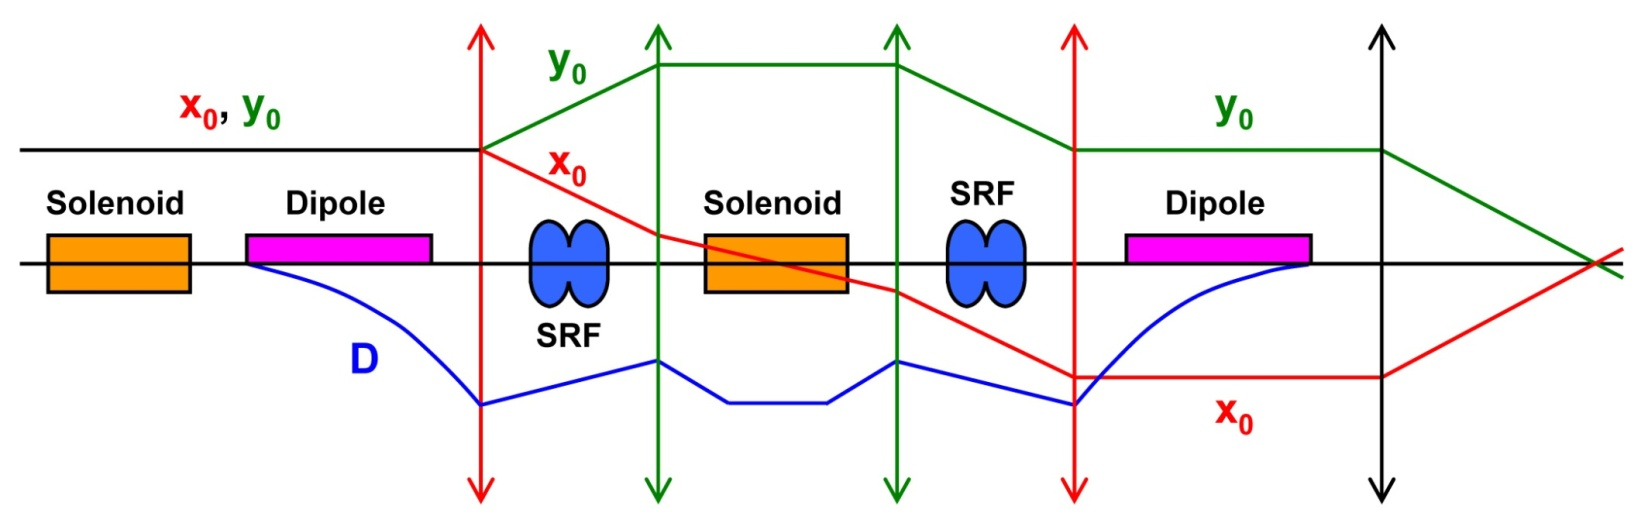 y₀
x₀, y₀
y₀
x₀
Solenoid
Dipole
Solenoid
SRF
Dipole
SRF
D
x₀